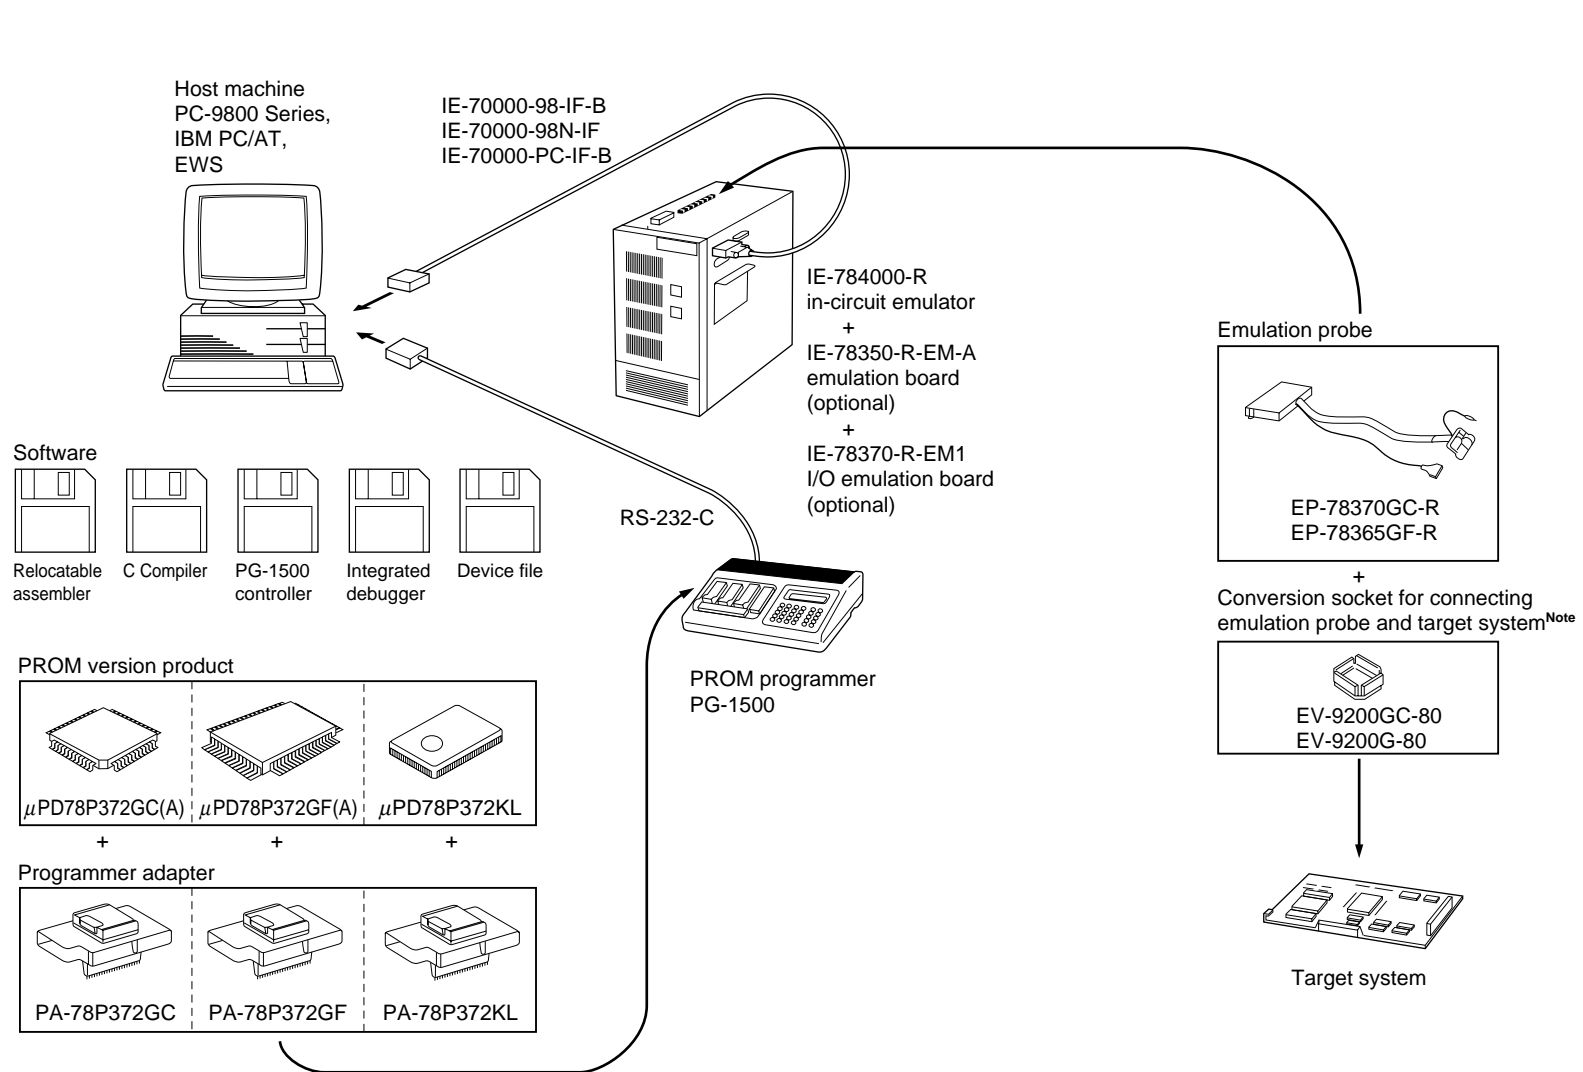 Host machine
PC-9800 Series,
IBM PC/AT,
EWS
IE-70000-98-IF-B
IE-70000-98N-IF
IE-70000-PC-IF-B
IE-784000-R
in-circuit emulator
+
IE-78350-R-EM-A
emulation board
(optional)
+
IE-78370-R-EM1
I/O emulation board
(optional)
Emulation probe
EP-78370GC-R
EP-78365GF-R
+
Conversion socket for connecting
emulation probe and target systemNote
EV-9200GC-80
EV-9200G-80
Target system
Software
Relocatable
assembler
C Compiler
PG-1500
controller
Integrated
debugger
Device file
RS-232-C
PROM programmer
PG-1500
PROM version product
μPD78P372GC(A)
μPD78P372GF(A)
μPD78P372KL
+
+
+
Programmer adapter
PA-78P372GC
PA-78P372GF
PA-78P372KL